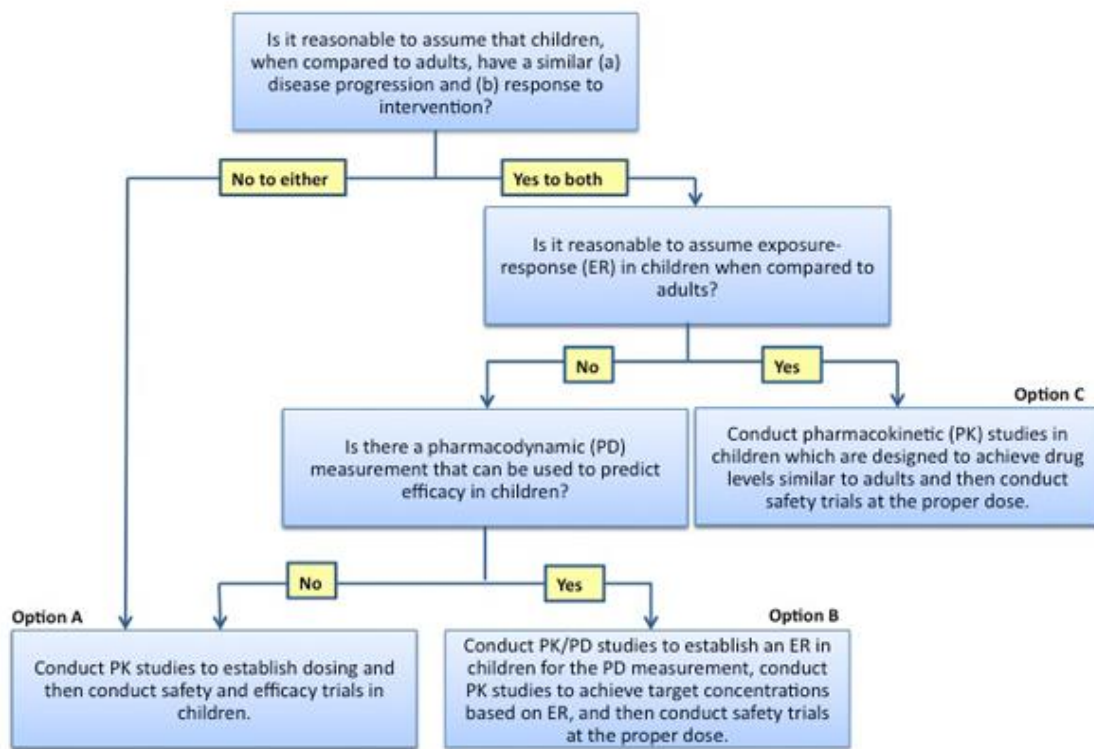 Is it reasonable to assume that children,
when compared to adults, have a similar (a)
disease progression and (b) response to
intervention?
No to either
Yes to both
Is it reasonable to assume exposure-
response (ER) in children when compared to
adults?
No
Yes
Option C
Is there a pharmacodynamic (PD)
measurement that can be used to predict
efficacy in children?
Conduct pharmacokinetic (PK) studies in
children which are designed to achieve drug
levels similar to adults and then conduct
safety trials at the proper dose.
No
Yes
Option A
Option B
Conduct PK studies to establish dosing and
then conduct safety and efficacy trials in
children.
Conduct PK/PD studies to establish an ER in
children for the PD measurement, conduct
PK studies to achieve target concentrations
based on ER, and then conduct safety trials
at the proper dose.